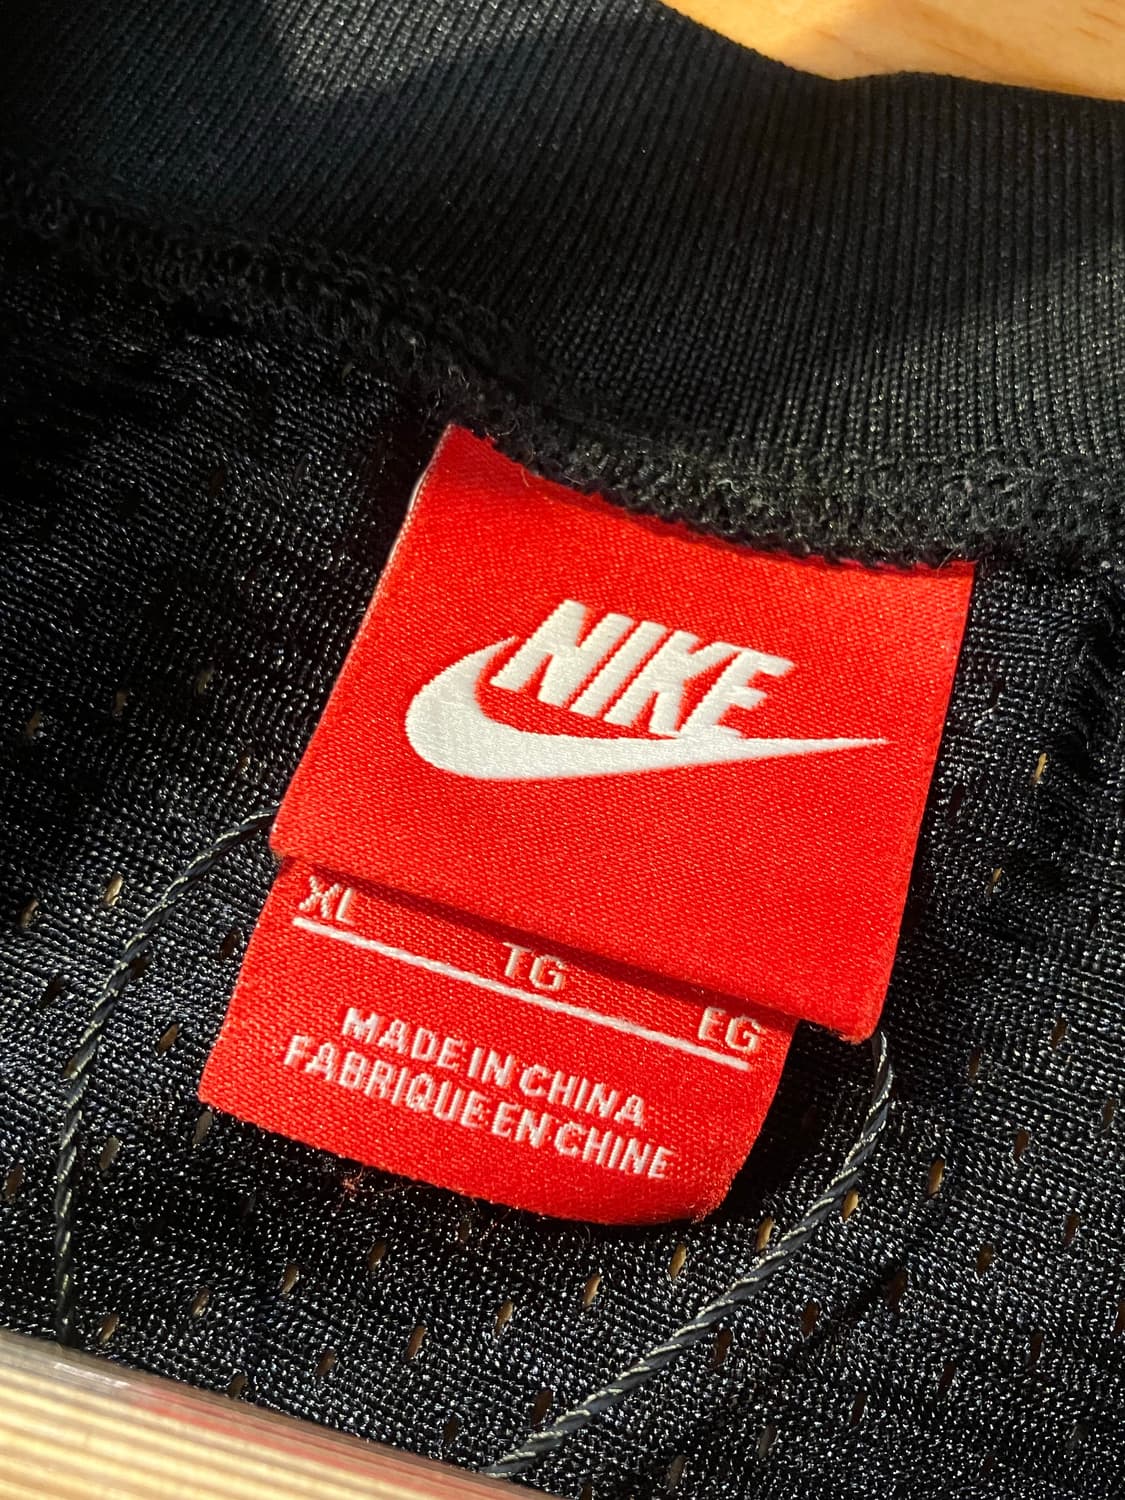 NIKE
XL
TG
EG
MADE IN CHINA
FABRIQUE EN CHINE